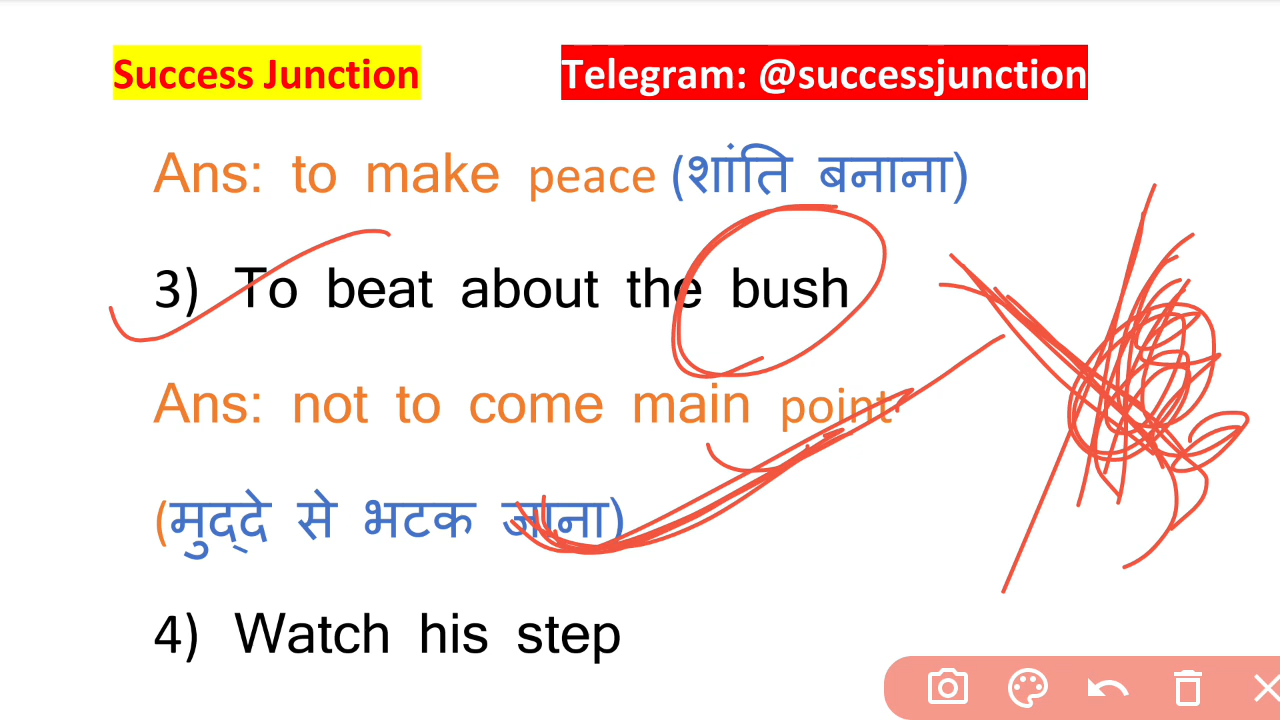 Success Junction Telegram: @successjunction
Ans: to make peace (शांति बनाना)
3) To beat about the bush
Ans: not to come main point
(मुद्दे से भटक जाना)
4) Watch his step